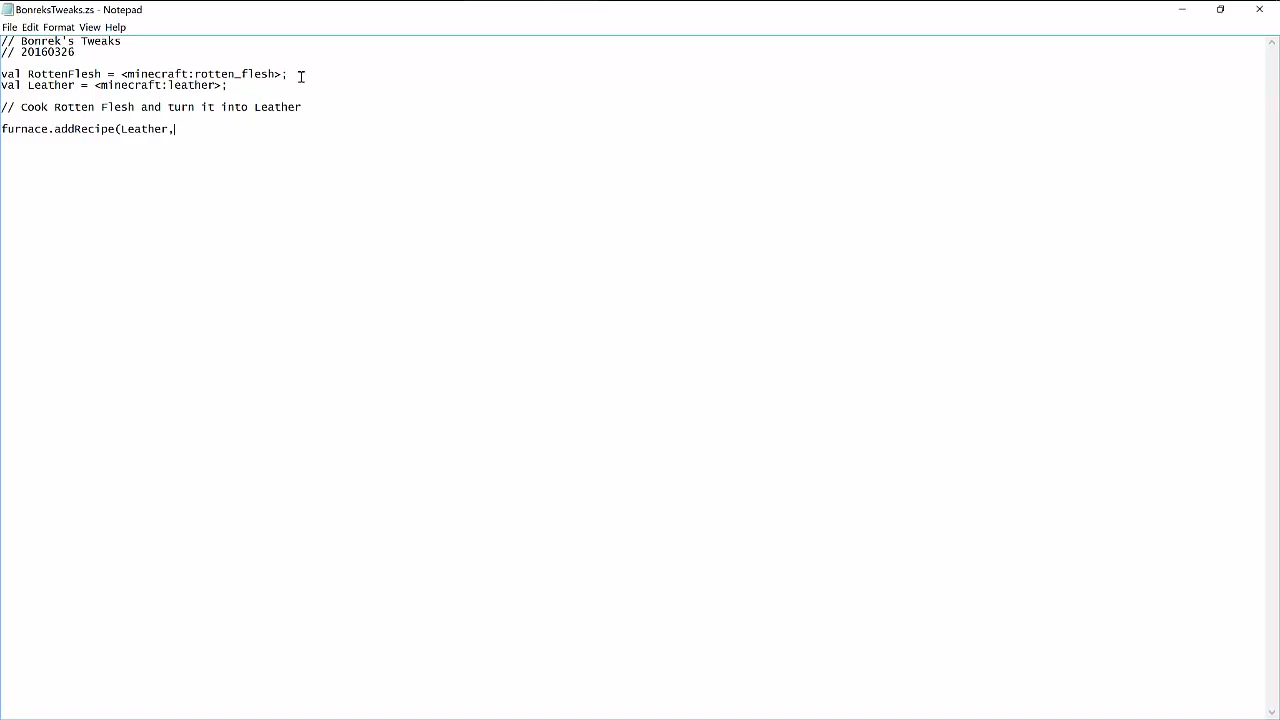 BonreksTweaks.zs - Notepad
File Edit Format View Help
// Bonrek's Tweaks
// 20160326
val RottenFlesh = <minecraft:rotten_flesh>;
val Leather = <minecraft:leather>;
// Cook Rotten Flesh and turn it into Leather
furnace.addRecipe(Leather,